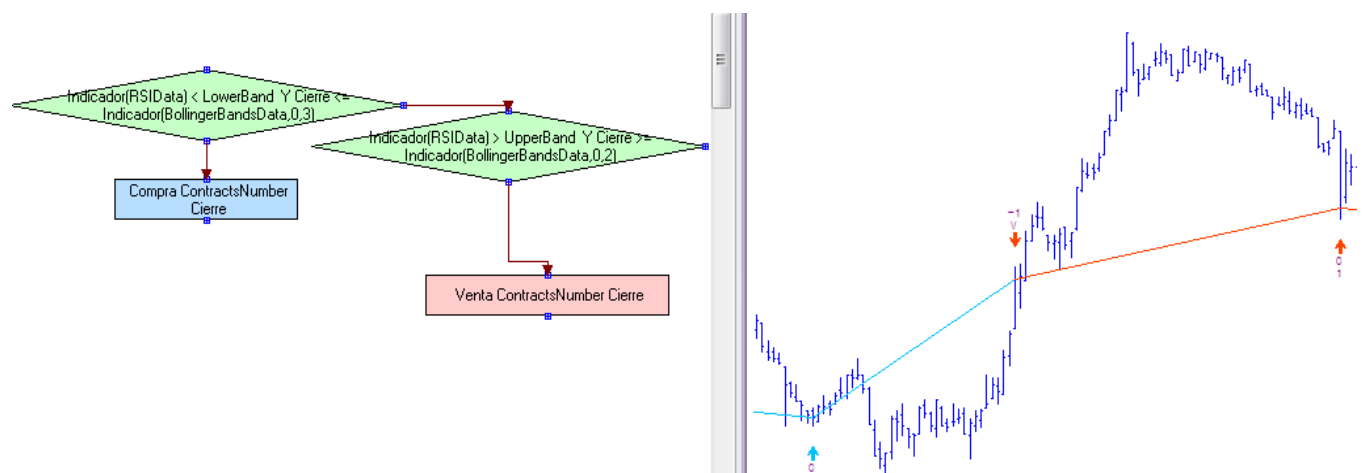 Indicador(RSIData) < LowerBand Y Cierre <=
Indicador(BollingerBandsData,0,3)
Indicador(RSIData) > UpperBand Y Cierre >=
Indicador(BollingerBandsData,0,2)
Compra ContractsNumber
Cierre
Venta ContractsNumber Cierre
-1
V
C
C
1